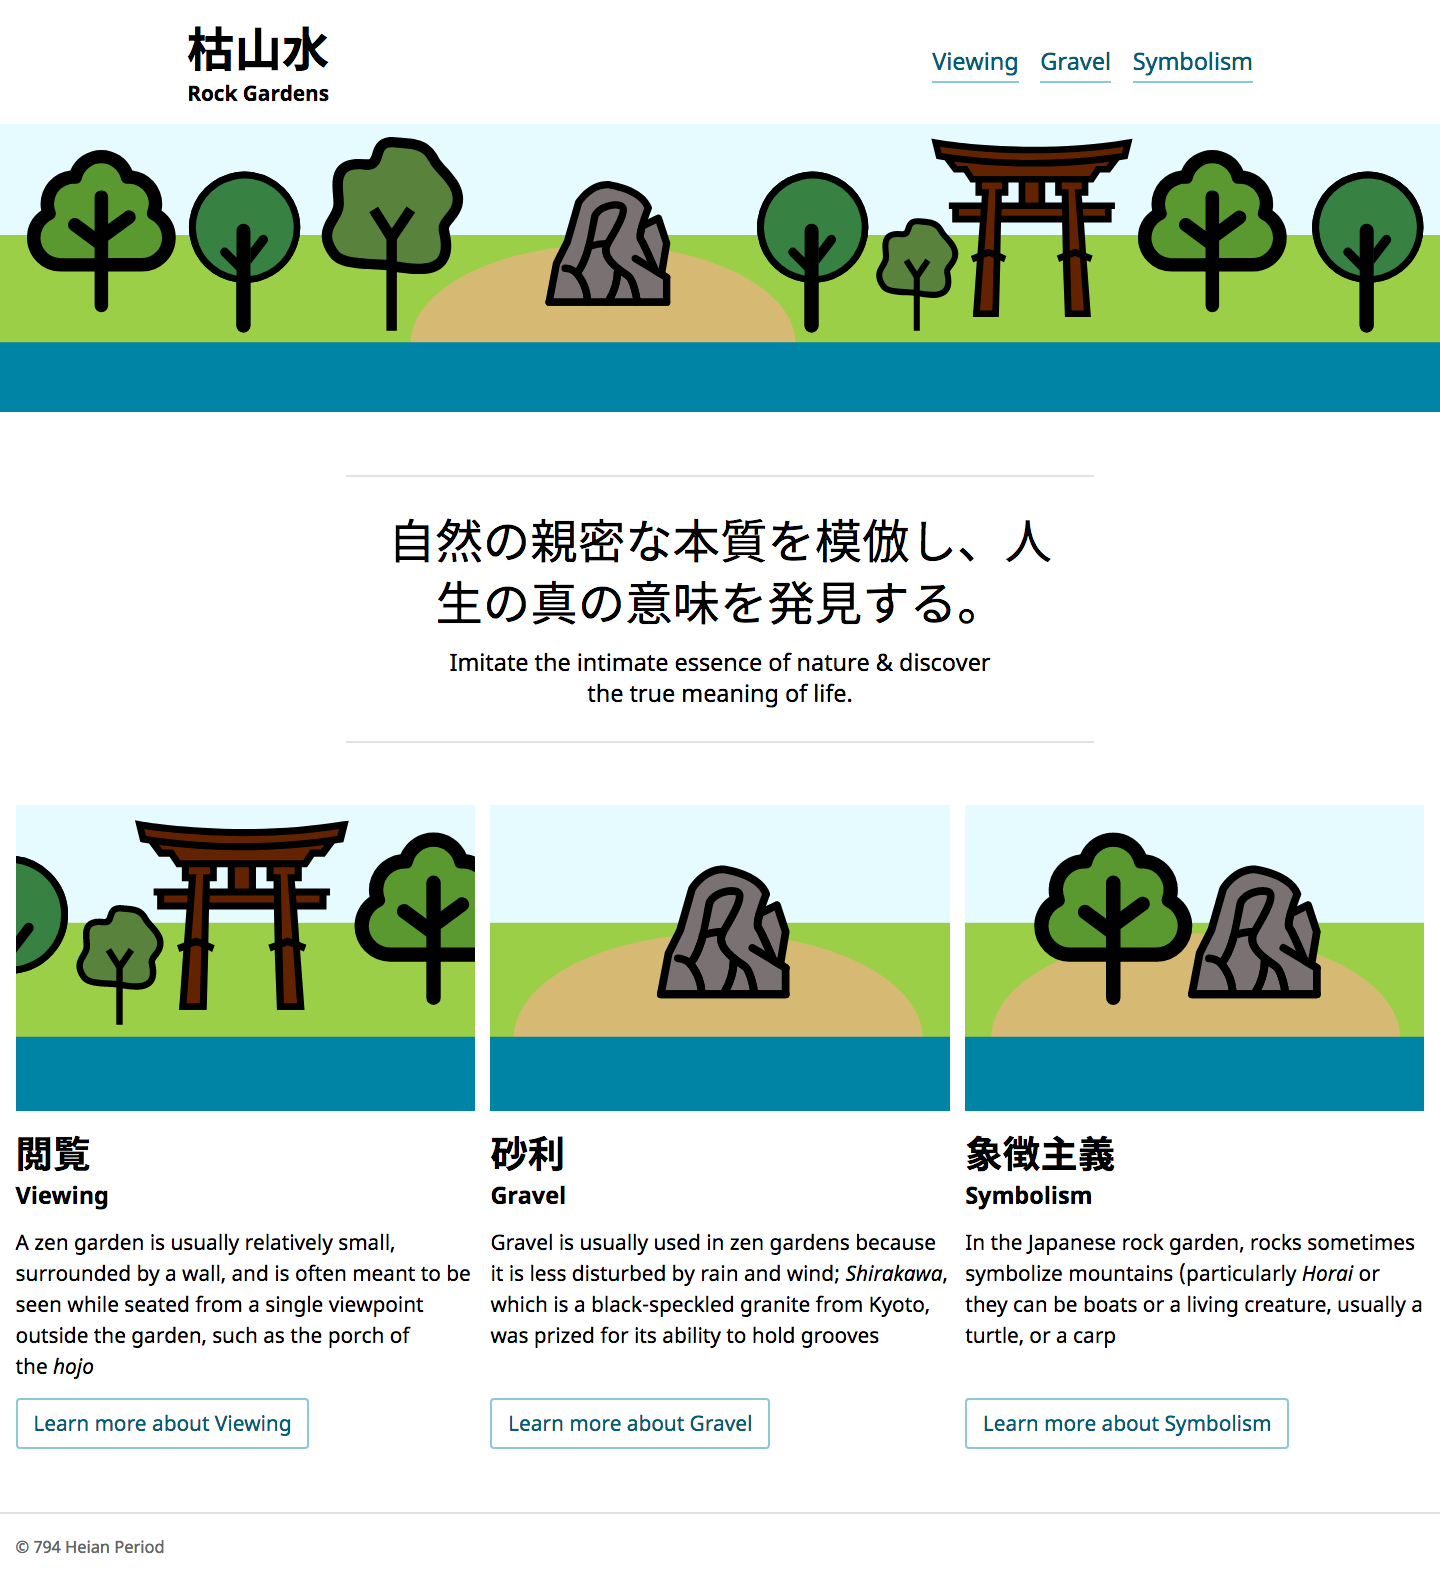 枯山水
Rock Gardens
Viewing Gravel Symbolism
自然の親密な本質を模倣し、人
生の真の意味を発見する。
Imitate the intimate essence of nature & discover
the true meaning of life.
閲覧
Viewing
A zen garden is usually relatively small,
surrounded by a wall, and is often meant to be
seen while seated from a single viewpoint
outside the garden, such as the porch of
the hojo
Learn more about Viewing
砂利
Gravel
Gravel is usually used in zen gardens because
it is less disturbed by rain and wind; Shirakawa,
which is a black-speckled granite from Kyoto,
was prized for its ability to hold grooves
Learn more about Gravel
象徴主義
Symbolism
In the Japanese rock garden, rocks sometimes
symbolize mountains (particularly Horai or
they can be boats or a living creature, usually a
turtle, or a carp
Learn more about Symbolism
© 794 Heian Period